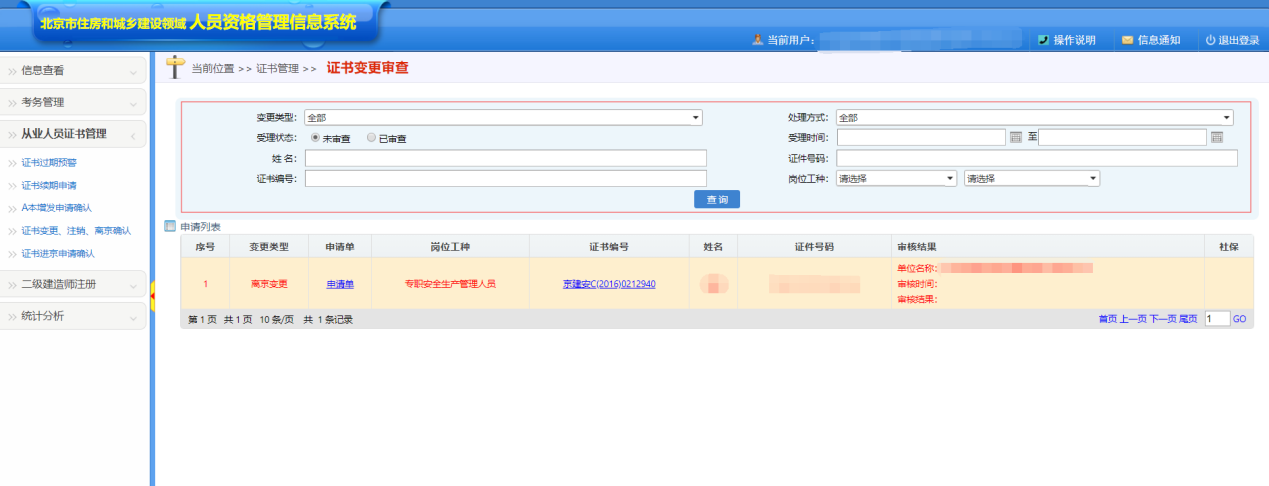 北京市住房和城乡建设领域 人员资格管理信息系统
当前用户： 操作说明 信息通知 退出登录
信息查看
考务管理
从业人员证书管理
证书过期预警
证书续期申请
A本增发申请确认
证书变更、注销、离京确认
证书进京申请确认
二级建造师注册
统计分析
当前位置 >> 证书管理 >> 证书变更审查
变更类型： 全部 处理方式： 全部
受理状态： 未审查 已审查 受理时间： 至
姓 名： 证件号码：
证书编号： 岗位工种： 请选择 请选择
查 询
申请列表
序号 变更类型 申请单 岗位工种 证书编号 姓名 证件号码 审核结果 社保
1 离京变更 申请单 专职安全生产管理人员 京建安C(2016)0212940
单位名称：
审核时间：
审核结果：
第 1 页 共 1 页 10 条/页 共 1 条记录 首页 上一页 下一页 尾页 1 GO